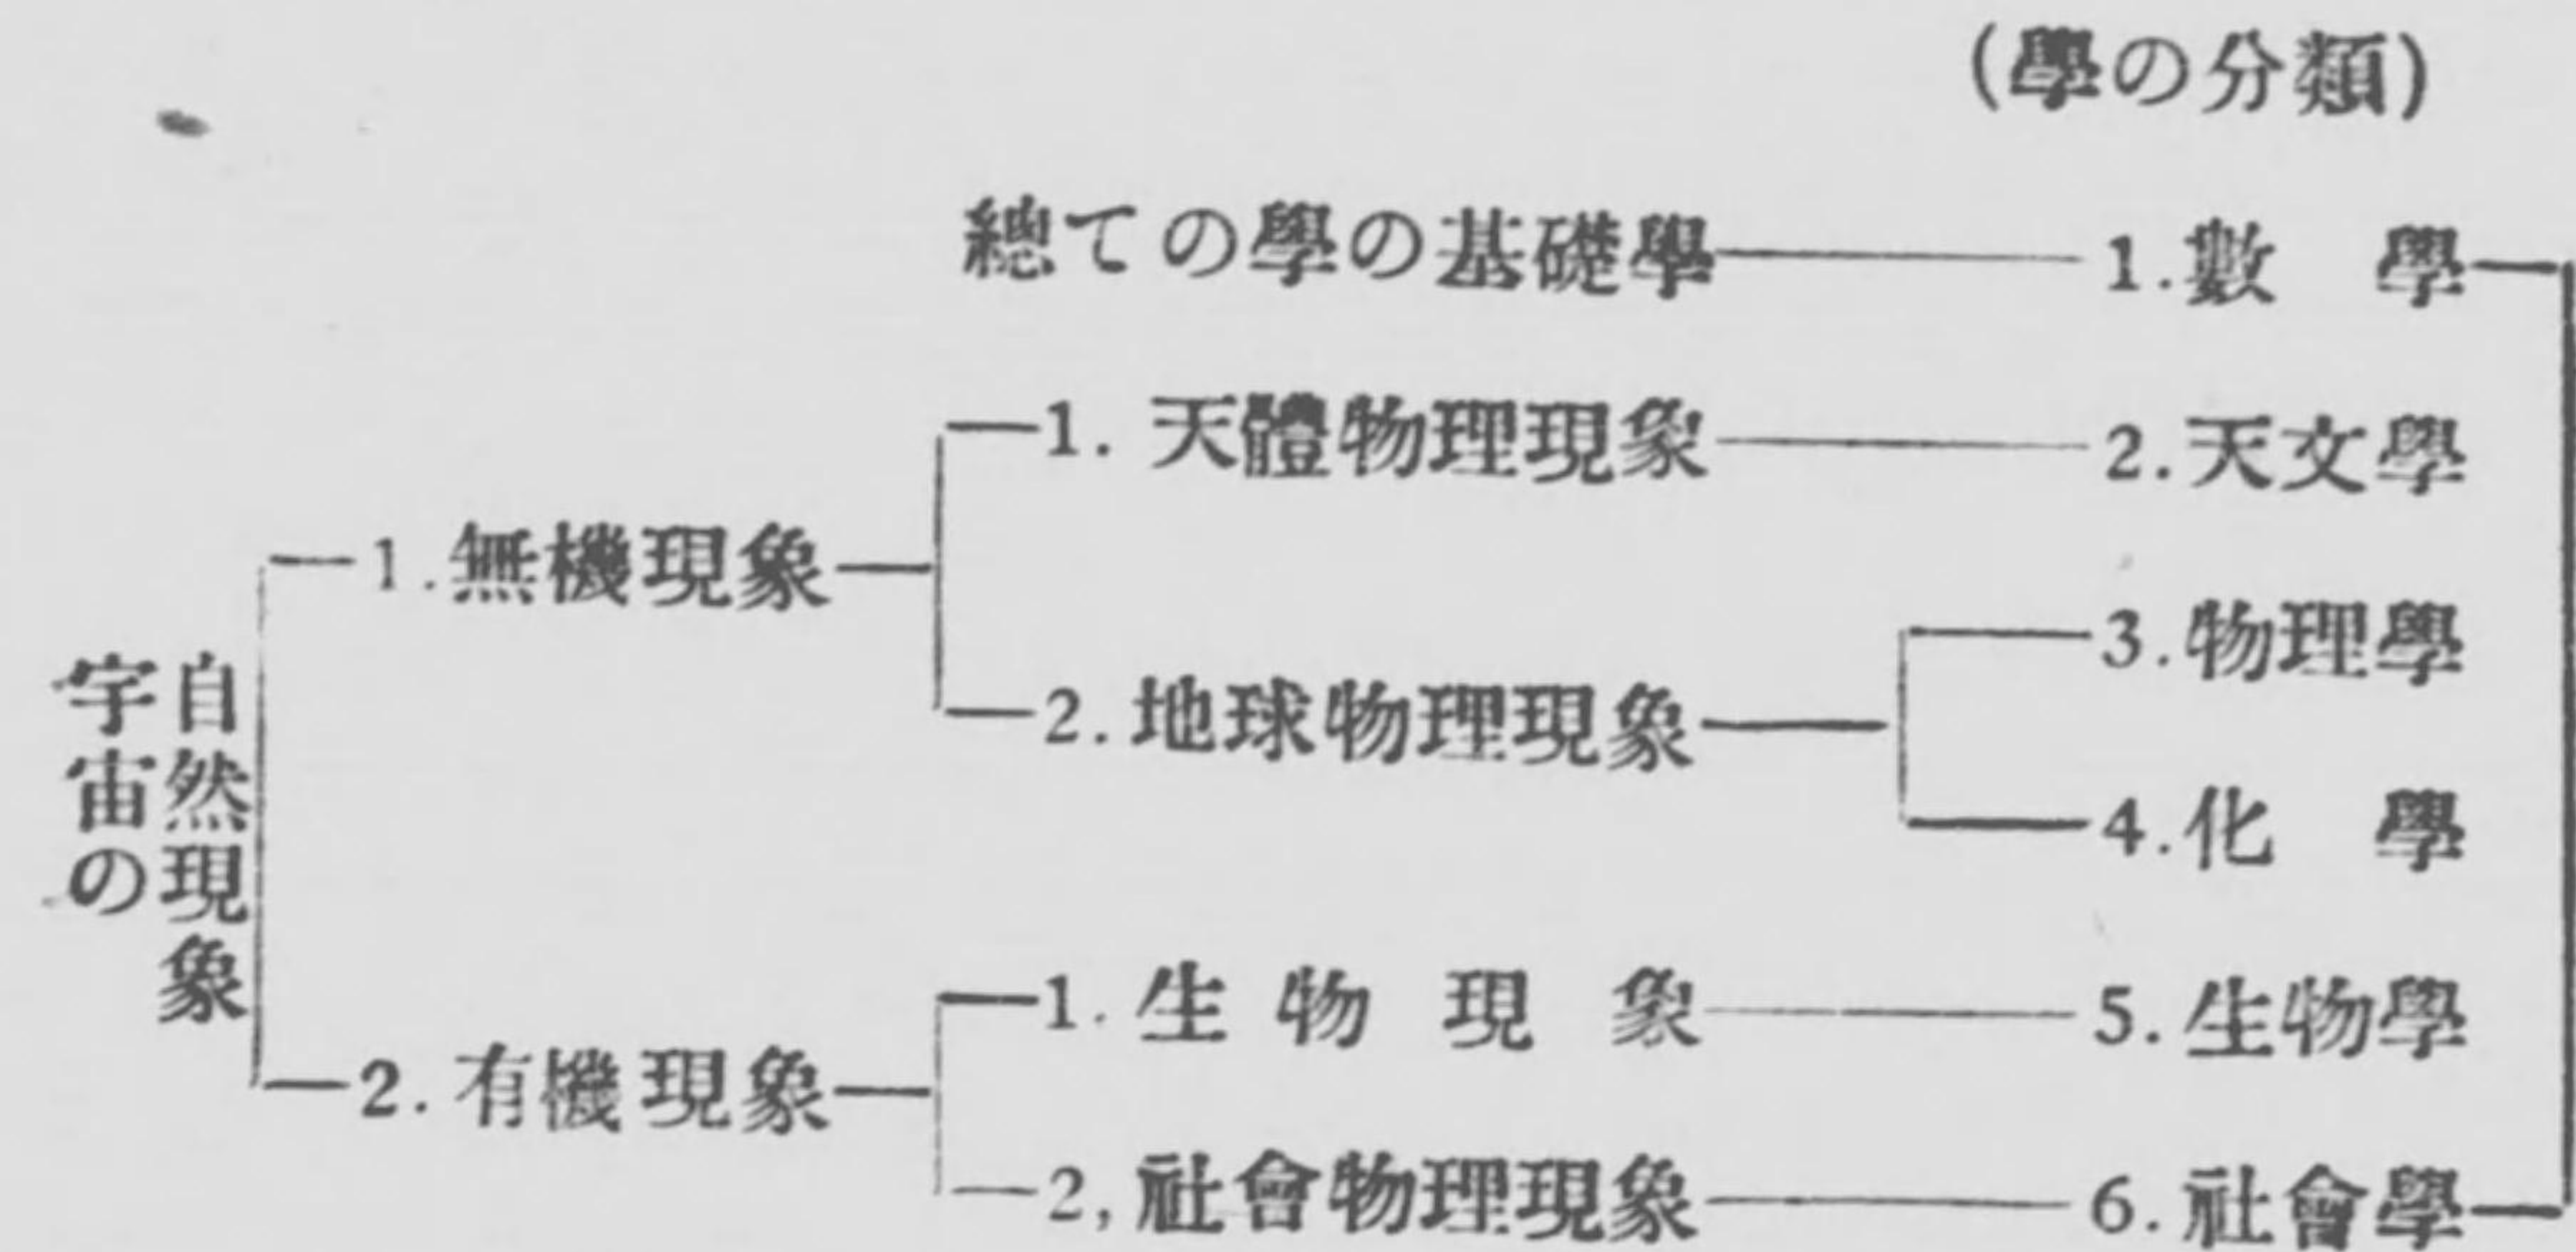 (學の分類)
總ての學の基礎學 1.數 學
1. 天體物理現象 2.天文學
1.無機現象
3.物理學
宇宙の
自然現象
2.地球物理現象
4.化 學
1.生物現象 5.生物學
2.有機現象
2,社會物理現象 6.社會學